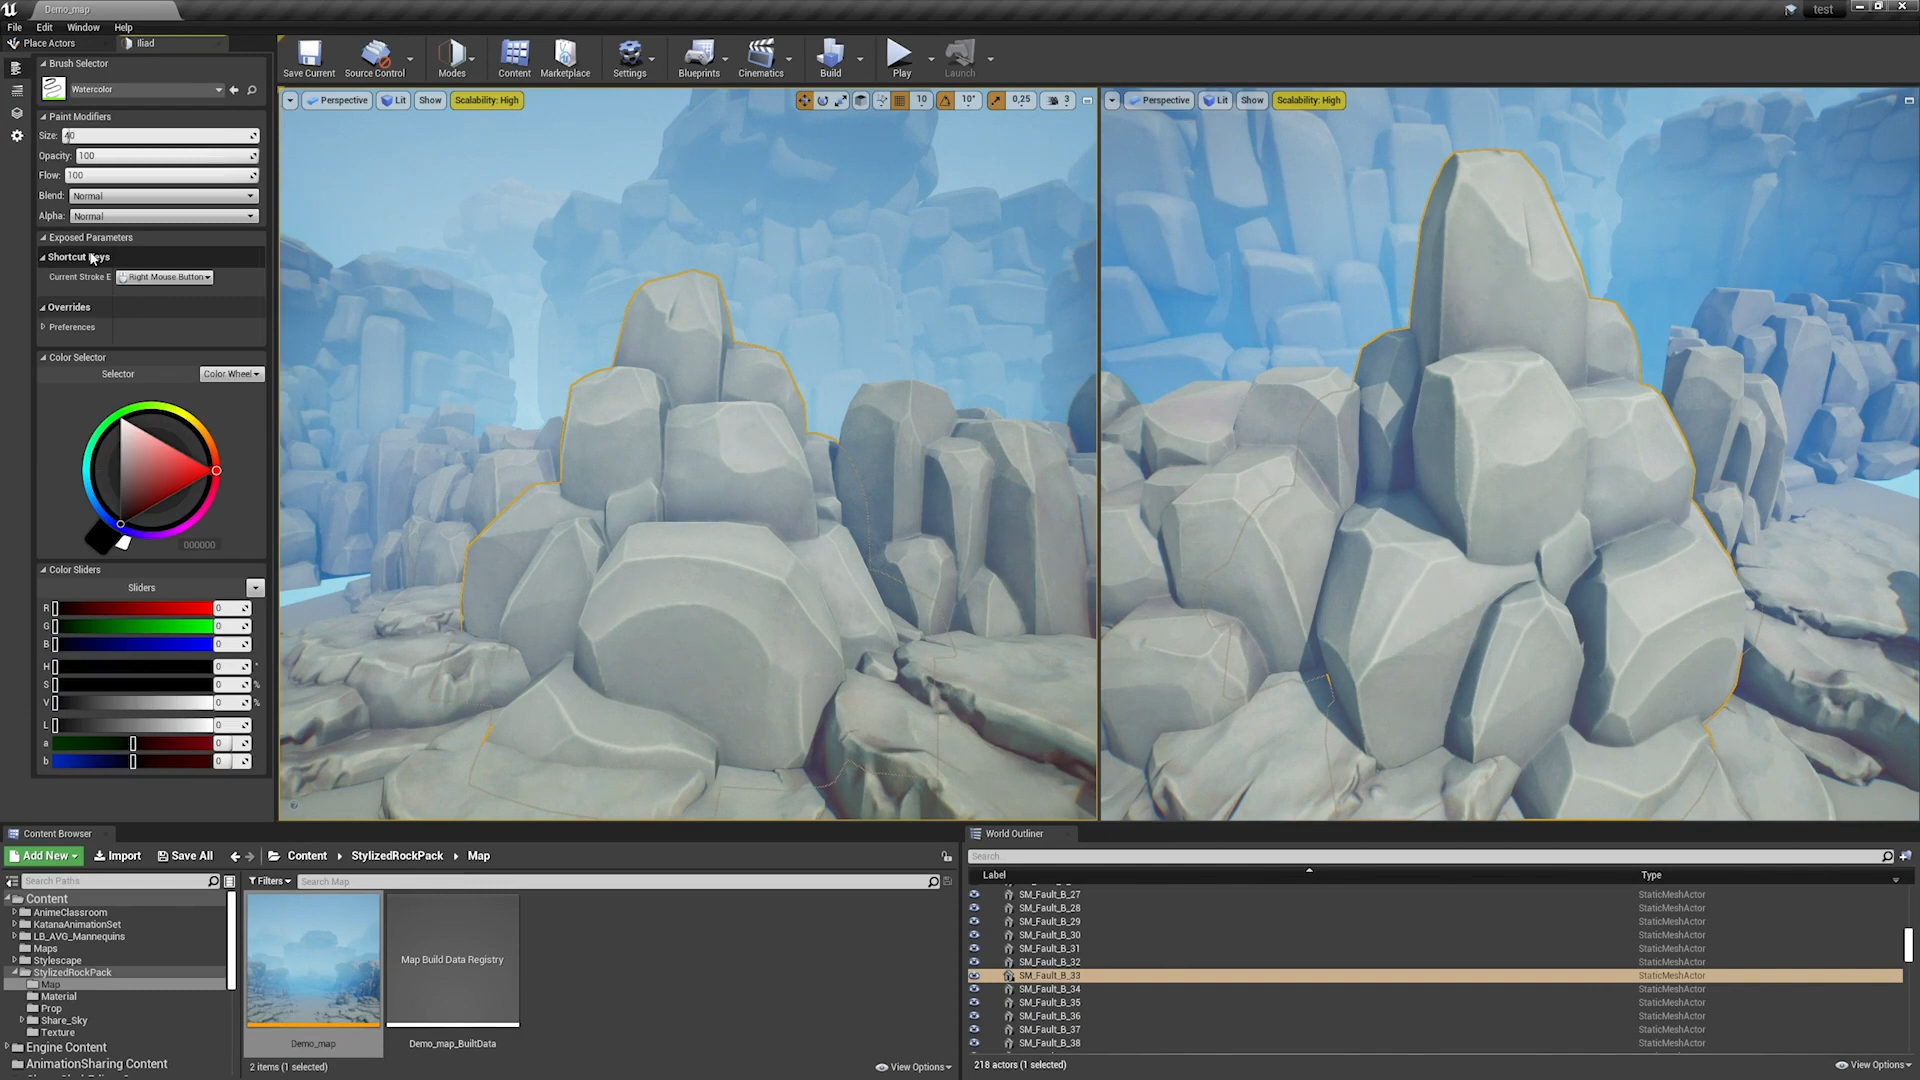 Demo_map
test
File Edit Window Help
Place Actors
Iliad
Save Current
Source Control
Modes
Content
Marketplace
Settings
Blueprints
Cinematics
Build
Play
Launch
Brush Selector
Watercolor
Paint Modifiers
Size: 40
Opacity: 100
Flow: 100
Blend: Normal
Alpha: Normal
Exposed Parameters
Shortcut Keys
Current Stroke E Right Mouse Button
Overrides
Preferences
Color Selector
Selector Color Wheel
000000
Color Sliders
Sliders
R 0
G 0
B 0
H 0 °
S 0 %
V 0 %
L 0
a 0
b 0
Perspective Lit Show Scalability: High 10 10° 0,25 3
Perspective Lit Show Scalability: High
Content Browser
Add New Import Save All Content StylizedRockPack Map
Search Paths
Filters Search Map
Content
AnimeClassroom
KatanaAnimationSet
LB_AVG_Mannequins
Maps
Stylescape
StylizedRockPack
Map
Material
Prop
Share_Sky
Texture
Engine Content
AnimationSharing Content
Demo_map
Map Build Data Registry
Demo_map_BuiltData
2 items (1 selected)
View Options
World Outliner
Search...
Label Type
SM_Fault_B_27 StaticMeshActor
SM_Fault_B_28 StaticMeshActor
SM_Fault_B_29 StaticMeshActor
SM_Fault_B_30 StaticMeshActor
SM_Fault_B_31 StaticMeshActor
SM_Fault_B_32 StaticMeshActor
SM_Fault_B_33 StaticMeshActor
SM_Fault_B_34 StaticMeshActor
SM_Fault_B_35 StaticMeshActor
SM_Fault_B_36 StaticMeshActor
SM_Fault_B_37 StaticMeshActor
SM_Fault_B_38 StaticMeshActor
218 actors (1 selected)
View Options